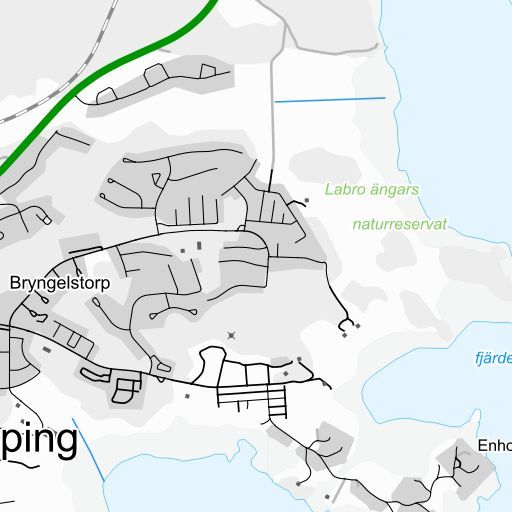 Labro ängars
naturreservat
Bryngelstorp
fjärde
ping
Enho